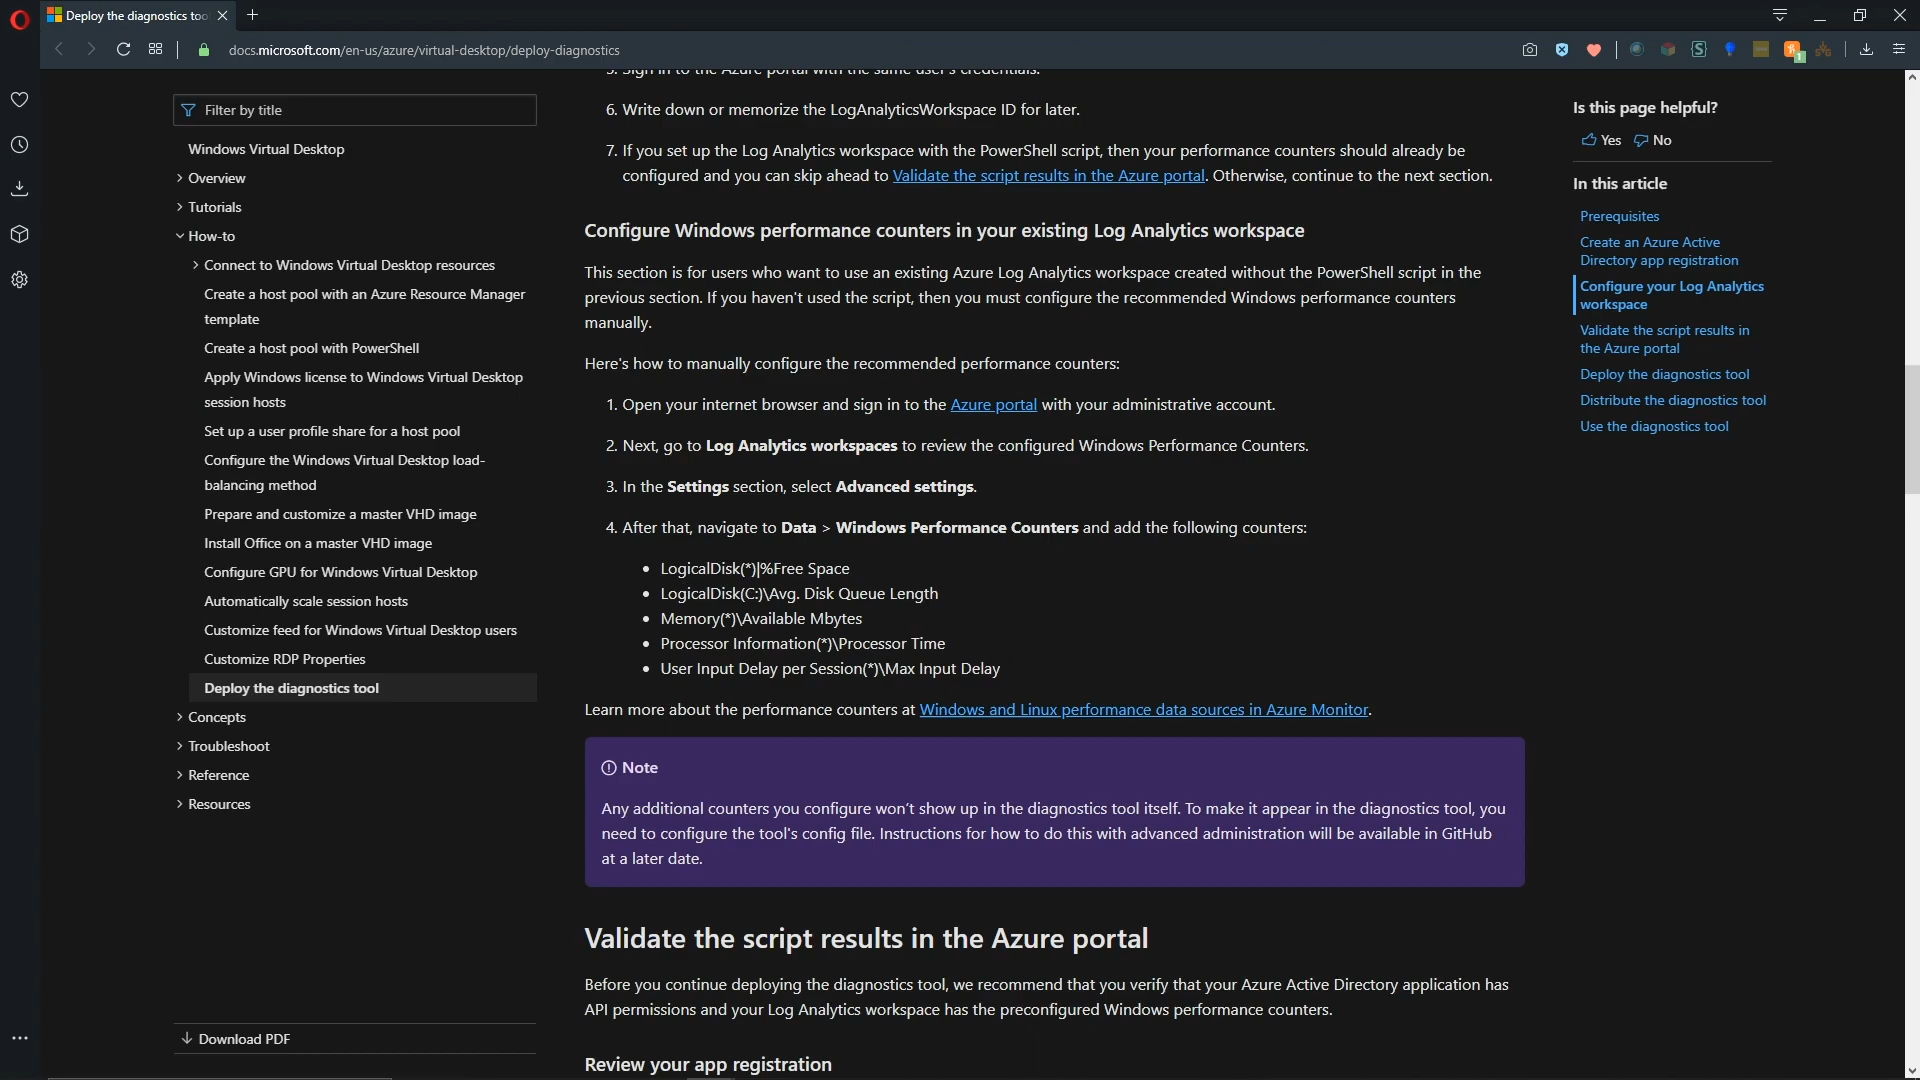 Deploy the diagnostics too
docs.microsoft.com/en-us/azure/virtual-desktop/deploy-diagnostics
1
Filter by title
Windows Virtual Desktop
Overview
Tutorials
How-to
Connect to Windows Virtual Desktop resources
Create a host pool with an Azure Resource Manager
template
Create a host pool with PowerShell
Apply Windows license to Windows Virtual Desktop
session hosts
Set up a user profile share for a host pool
Configure the Windows Virtual Desktop load-
balancing method
Prepare and customize a master VHD image
Install Office on a master VHD image
Configure GPU for Windows Virtual Desktop
Automatically scale session hosts
Customize feed for Windows Virtual Desktop users
Customize RDP Properties
Deploy the diagnostics tool
Concepts
Troubleshoot
Reference
Resources
Download PDF
5. Sign in to the Azure portal with the same user's credentials.
6. Write down or memorize the LogAnalyticsWorkspace ID for later.
7. If you set up the Log Analytics workspace with the PowerShell script, then your performance counters should already be
configured and you can skip ahead to Validate the script results in the Azure portal. Otherwise, continue to the next section.
Configure Windows performance counters in your existing Log Analytics workspace
This section is for users who want to use an existing Azure Log Analytics workspace created without the PowerShell script in the
previous section. If you haven't used the script, then you must configure the recommended Windows performance counters
manually.
Here's how to manually configure the recommended performance counters:
1. Open your internet browser and sign in to the Azure portal with your administrative account.
2. Next, go to Log Analytics workspaces to review the configured Windows Performance Counters.
3. In the Settings section, select Advanced settings.
4. After that, navigate to Data > Windows Performance Counters and add the following counters:
• LogicalDisk(*)|%Free Space
• LogicalDisk(C:)\Avg. Disk Queue Length
• Memory(*)\Available Mbytes
• Processor Information(*)\Processor Time
• User Input Delay per Session(*)\Max Input Delay
Learn more about the performance counters at Windows and Linux performance data sources in Azure Monitor.
Note
Any additional counters you configure won't show up in the diagnostics tool itself. To make it appear in the diagnostics tool, you
need to configure the tool's config file. Instructions for how to do this with advanced administration will be available in GitHub
at a later date.
Validate the script results in the Azure portal
Before you continue deploying the diagnostics tool, we recommend that you verify that your Azure Active Directory application has
API permissions and your Log Analytics workspace has the preconfigured Windows performance counters.
Review your app registration
Is this page helpful?
Yes No
In this article
Prerequisites
Create an Azure Active
Directory app registration
Configure your Log Analytics
workspace
Validate the script results in
the Azure portal
Deploy the diagnostics tool
Distribute the diagnostics tool
Use the diagnostics tool